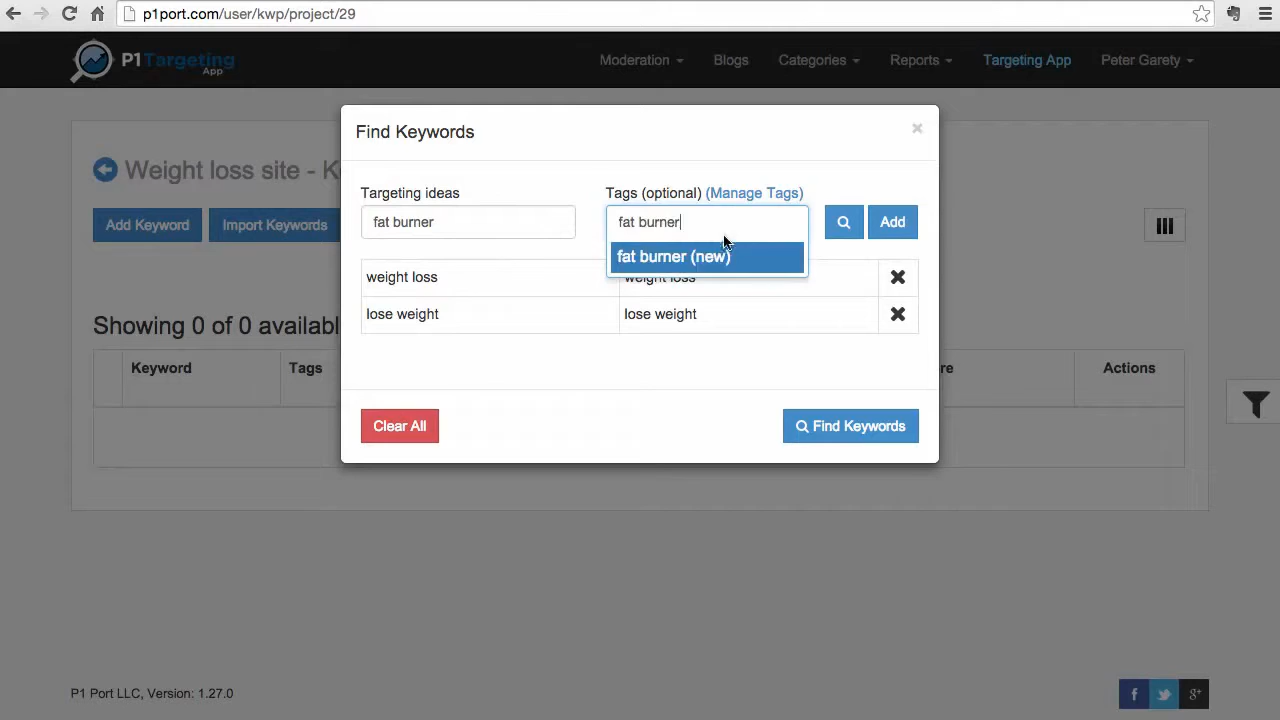 p1port.com/user/kwp/project/29
P1Targeting
App
Moderation
Blogs
Categories
Reports
Targeting App
Peter Garety
Find Keywords
×
Weight loss site - K
Targeting ideas
Tags (optional) (Manage Tags)
Add Keyword
Import Keywords
fat burner
fat burner
Add
fat burner (new)
weight loss
weight loss
lose weight
lose weight
Showing 0 of 0 availabl
Keyword
Tags
re
Actions
Clear All
Find Keywords
P1 Port LLC, Version: 1.27.0
f
g+